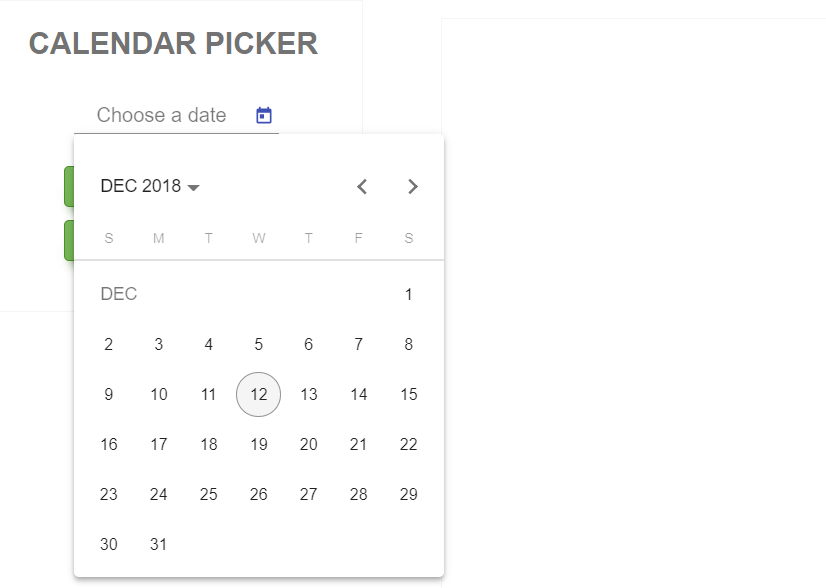 CALENDAR PICKER
Choose a date
DEC 2018
S M T W T F S
DEC 1
2 3 4 5 6 7 8
9 10 11 12 13 14 15
16 17 18 19 20 21 22
23 24 25 26 27 28 29
30 31